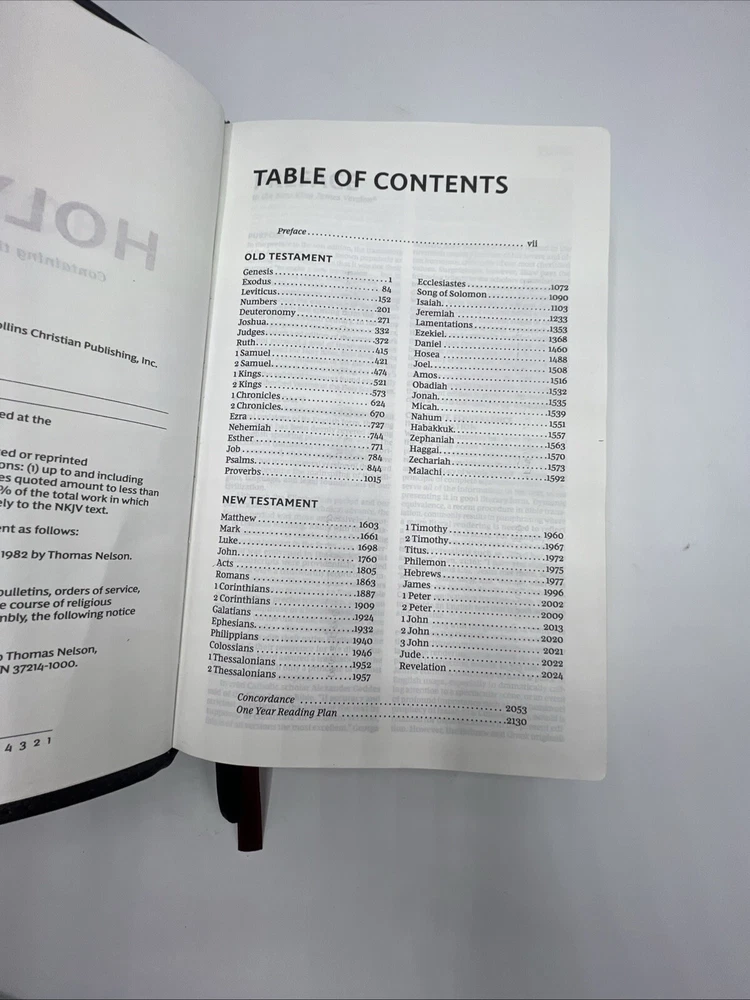 HOLY
Containing th
ollins Christian Publishing, Inc.
ed at the
ed or reprinted
ons: (1) up to and including
es quoted amount to less than
% of the total work in which
ely to the NKJV text.
nt as follows:
1982 by Thomas Nelson.
bulletins, orders of service,
e course of religious
mbly, the following notice
o Thomas Nelson,
N 37214-1000.
4 3 2 1
TABLE OF CONTENTS
Preface vii
OLD TESTAMENT
Genesis 1
Exodus 84
Leviticus 152
Numbers 201
Deuteronomy 271
Joshua 332
Judges 372
Ruth 415
1 Samuel 421
2 Samuel 474
1 Kings 521
2 Kings 573
1 Chronicles 624
2 Chronicles 670
Ezra 727
Nehemiah 744
Esther 771
Job 784
Psalms 844
Proverbs 1015
Ecclesiastes 1072
Song of Solomon 1090
Isaiah 1103
Jeremiah 1233
Lamentations 1353
Ezekiel 1368
Daniel 1460
Hosea 1488
Joel 1508
Amos 1516
Obadiah 1532
Jonah 1535
Micah 1539
Nahum 1551
Habakkuk 1557
Zephaniah 1563
Haggai 1570
Zechariah 1573
Malachi 1592
NEW TESTAMENT
Matthew 1603
Mark 1661
Luke 1698
John 1760
Acts 1805
Romans 1863
1 Corinthians 1887
2 Corinthians 1909
Galatians 1924
Ephesians 1932
Philippians 1940
Colossians 1946
1 Thessalonians 1952
2 Thessalonians 1957
1 Timothy 1960
2 Timothy 1967
Titus 1972
Philemon 1975
Hebrews 1977
James 1996
1 Peter 2002
2 Peter 2009
1 John 2013
2 John 2020
3 John 2021
Jude 2022
Revelation 2024
Concordance 2053
One Year Reading Plan 2130